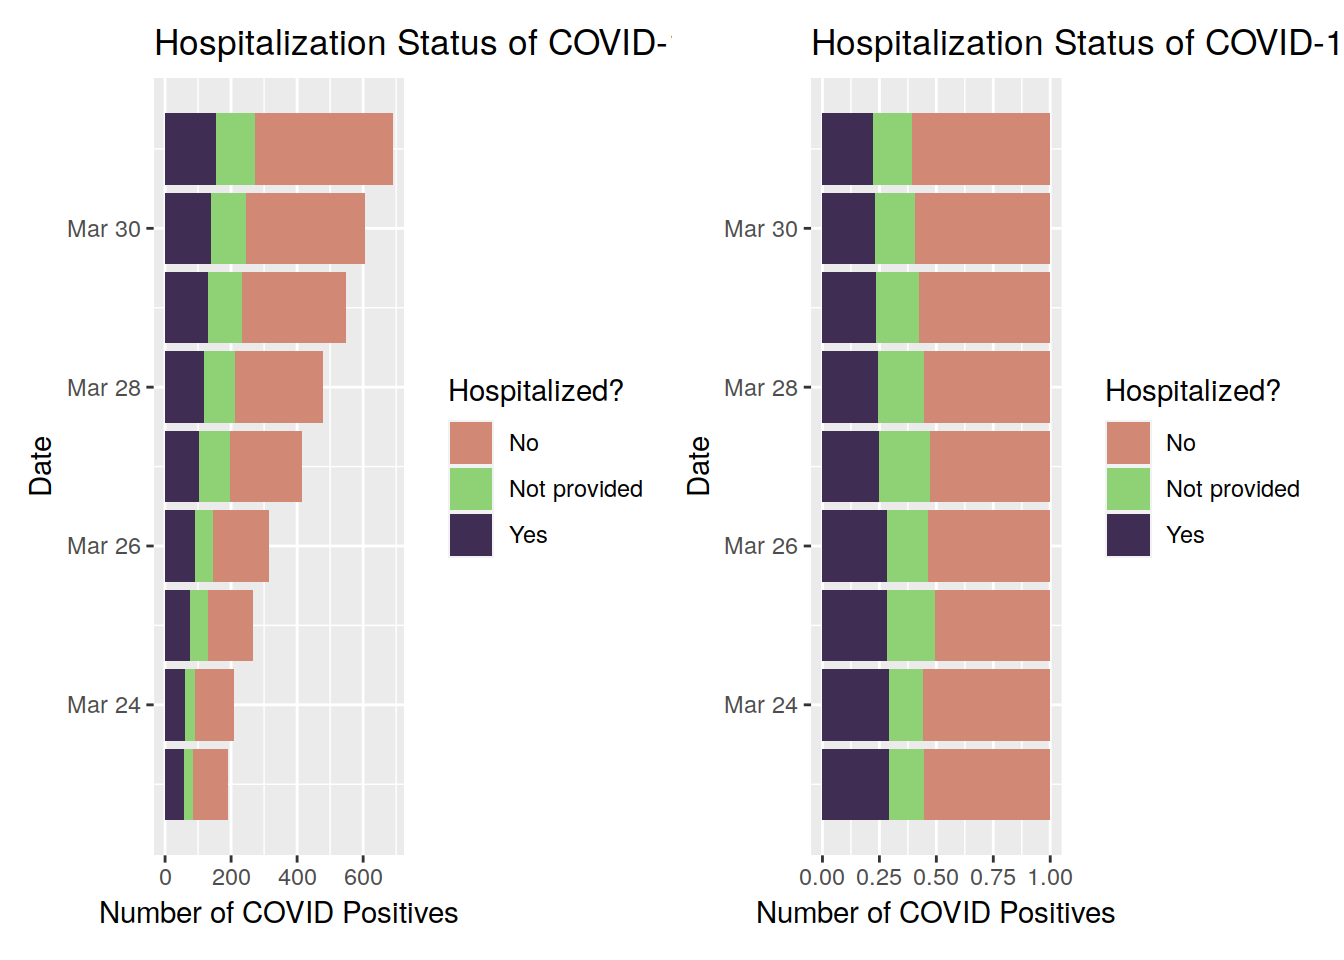 Hospitalization Status of COVID-
Mar 30
Mar 28
Mar 26
Mar 24
Date
0 200 400 600
Number of COVID Positives
Hospitalized?
No
Not provided
Yes
Hospitalization Status of COVID-1
Mar 30
Mar 28
Mar 26
Mar 24
Date
0.00 0.25 0.50 0.75 1.00
Number of COVID Positives
Hospitalized?
No
Not provided
Yes